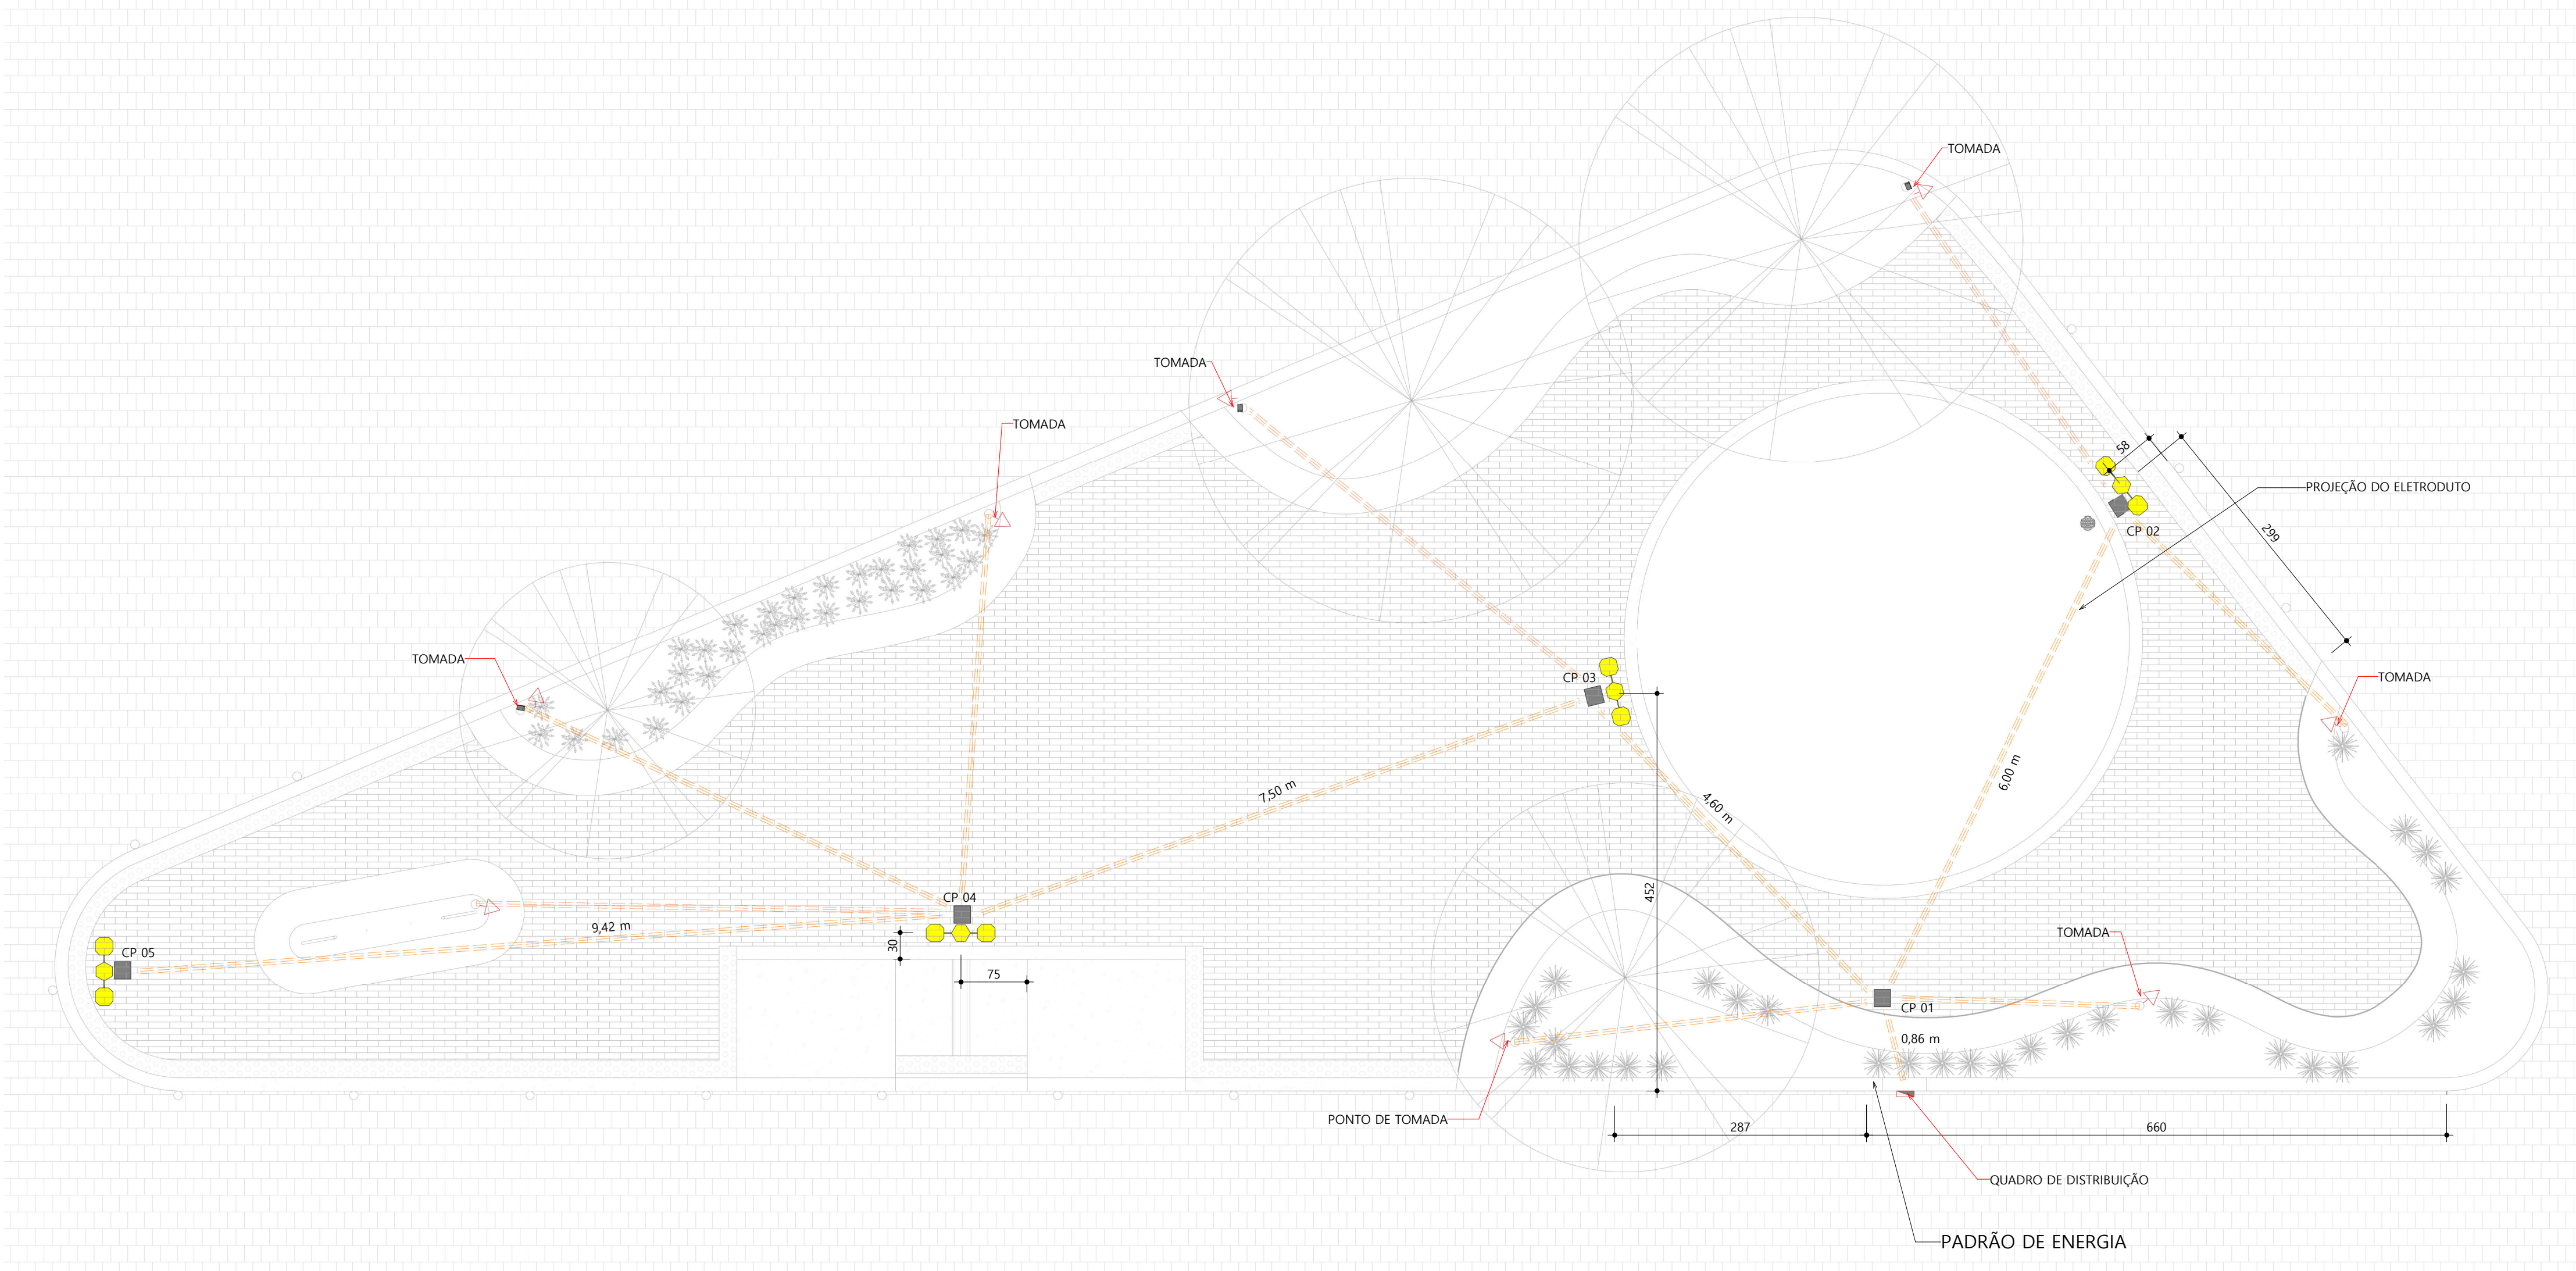 TOMADA
TOMADA
TOMADA
58
PROJEÇÃO DO ELETRODUTO
CP 02
299
TOMADA
CP 03
TOMADA
6,00 m
7,50 m
4,60 m
452
CP 04
9,42 m
30
75
CP 05
TOMADA
CP 01
0,86 m
PONTO DE TOMADA
287
660
QUADRO DE DISTRIBUIÇÃO
PADRÃO DE ENERGIA